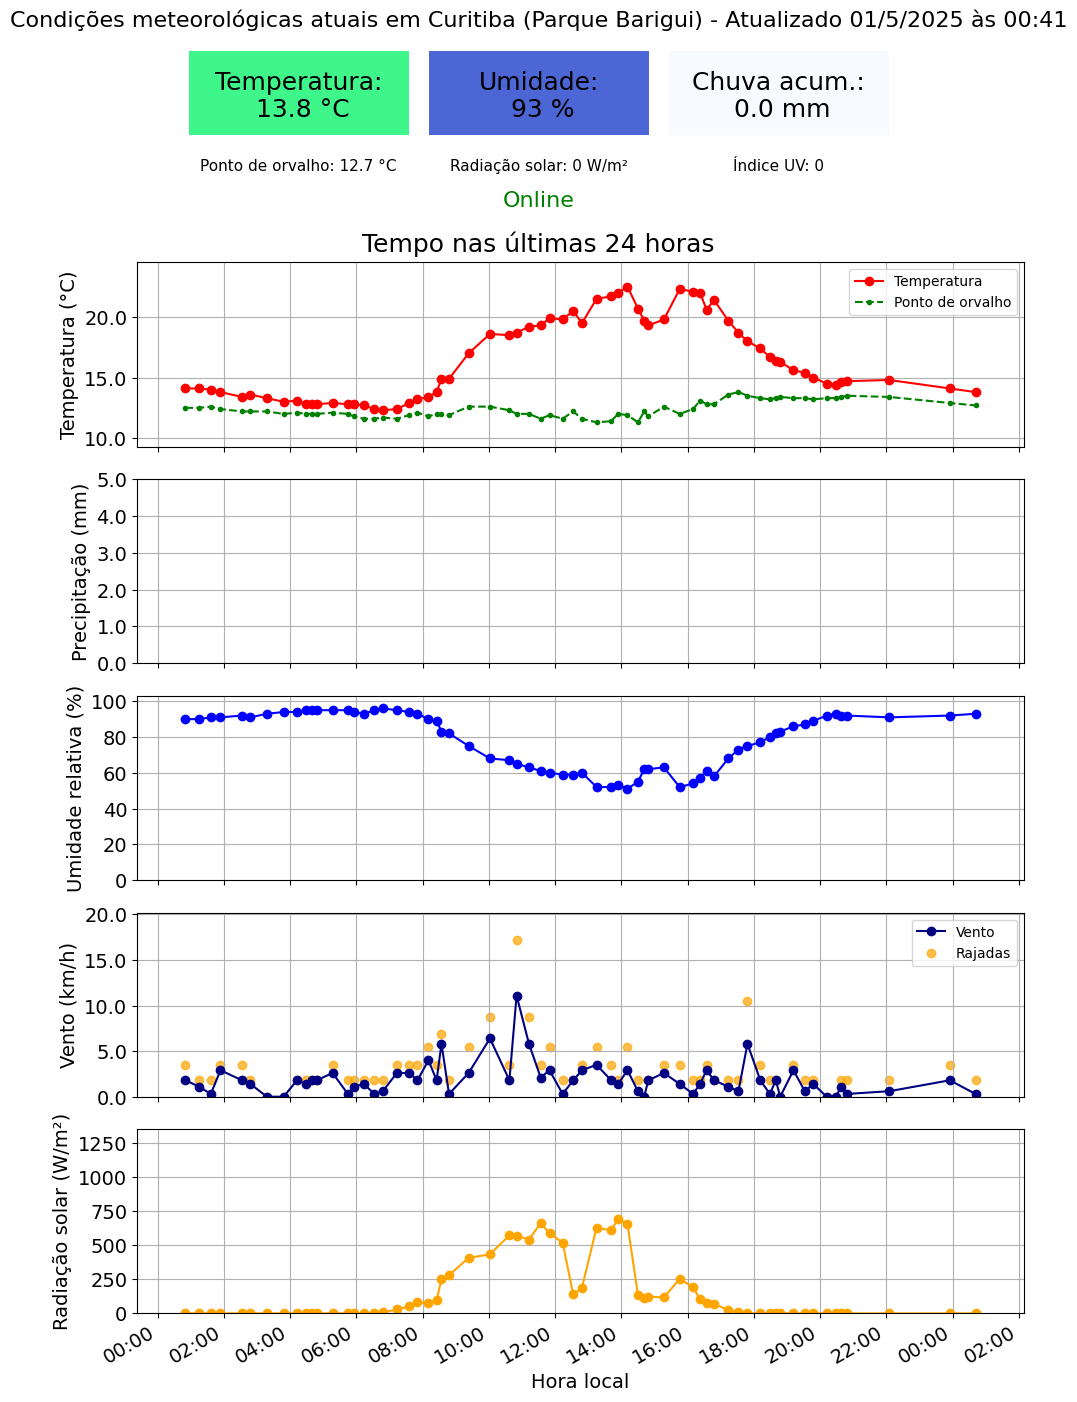 Condições meteorológicas atuais em Curitiba (Parque Barigui) - Atualizado 01/5/2025 às 00:41
Temperatura:
13.8 °C
Umidade:
93 %
Chuva acum.:
0.0 mm
Ponto de orvalho: 12.7 °C
Radiação solar: 0 W/m²
Índice UV: 0
Online
Tempo nas últimas 24 horas
Temperatura (°C)
20.0
15.0
10.0
Temperatura
Ponto de orvalho
Precipitação (mm)
5.0
4.0
3.0
2.0
1.0
0.0
Umidade relativa (%)
100
80
60
40
20
0
Vento (km/h)
20.0
15.0
10.0
5.0
0.0
Vento
Rajadas
Radiação solar (W/m²)
1250
1000
750
500
250
0
00:00
02:00
04:00
06:00
08:00
10:00
12:00
14:00
16:00
18:00
20:00
22:00
00:00
02:00
Hora local